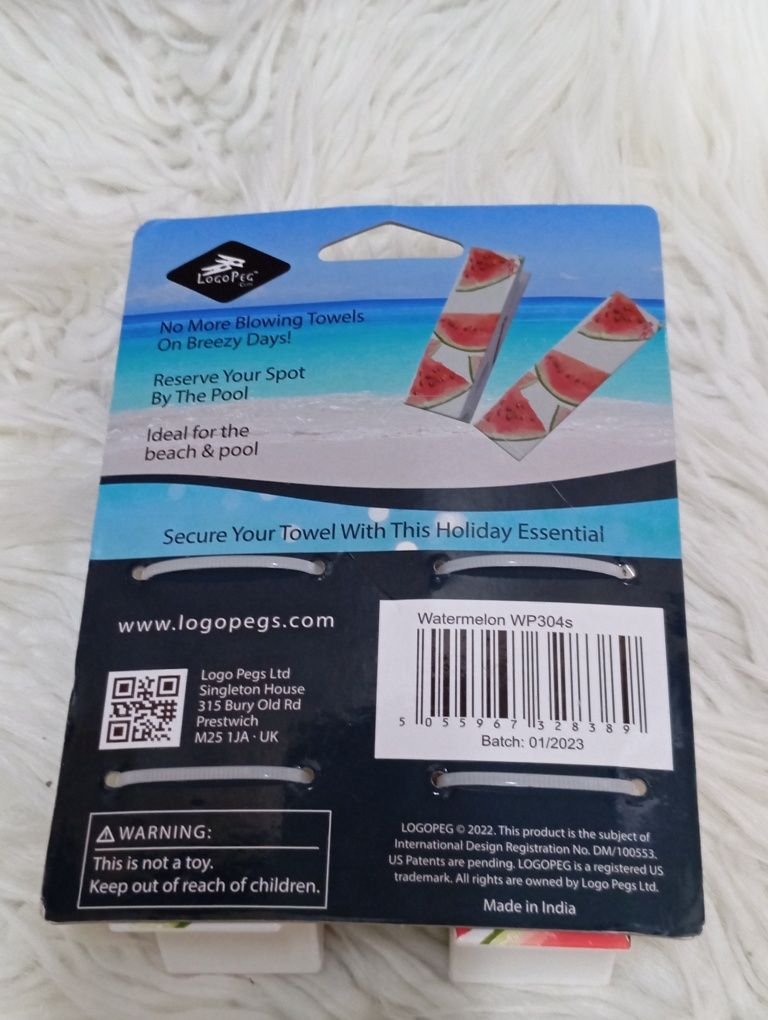 LOGOPEG™
.Com
No More Blowing Towels
On Breezy Days!
Reserve Your Spot
By The Pool
Ideal for the
beach & pool
Secure Your Towel With This Holiday Essential
www.logopegs.com
Logo Pegs Ltd
Singleton House
315 Bury Old Rd
Prestwich
M25 1JA · UK
Watermelon WP304s
5 055967 328389
Batch: 01/2023
WARNING:
This is not a toy.
Keep out of reach of children.
LOGOPEG © 2022. This product is the subject of
International Design Registration No. DM/100553.
US Patents are pending. LOGOPEG is a registered US
trademark. All rights are owned by Logo Pegs Ltd.
Made in India